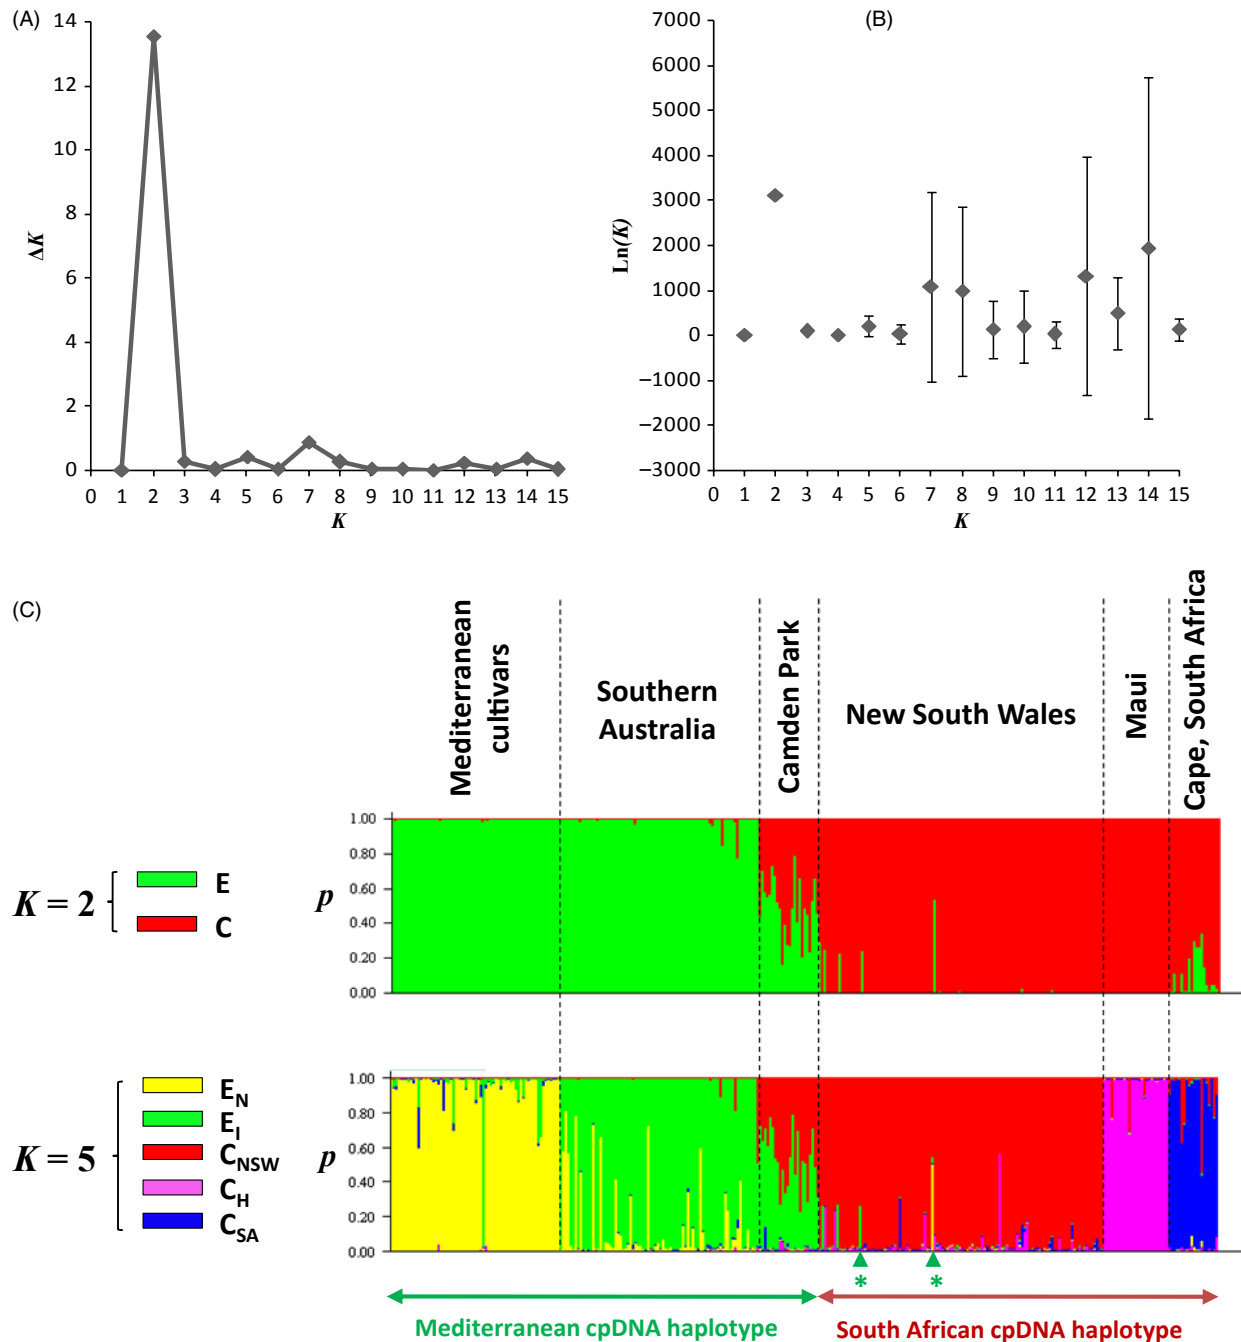 (A)
14
12
10
8
6
4
2
0
ΔK
0 1 2 3 4 5 6 7 8 9 10 11 12 13 14 15
K
(B)
7000
6000
5000
4000
3000
2000
1000
0
–1000
–2000
–3000
Ln(K)
0 1 2 3 4 5 6 7 8 9 10 11 12 13 14 15
K
(C)
Mediterranean
cultivars
Southern
Australia
Camden Park
New South Wales
Maui
Cape, South Africa
K = 2
E
C
p
1.00
0.80
0.60
0.40
0.20
0.00
K = 5
E_N
E_I
C_NSW
C_H
C_SA
p
1.00
0.80
0.60
0.40
0.20
0.00
* *
Mediterranean cpDNA haplotype
South African cpDNA haplotype